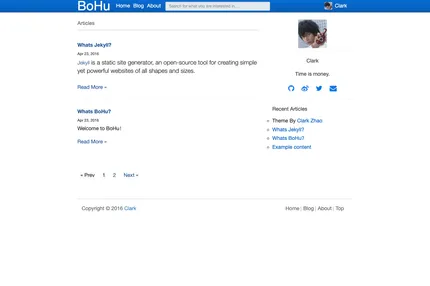 BoHu Home Blog About Search for what you are interested in... Clark
Articles
Whats Jekyll?
Apr 23, 2016
Jekyll is a static site generator, an open-source tool for creating simple
yet powerful websites of all shapes and sizes.
Read More »
Whats BoHu?
Apr 23, 2016
Welcome to BoHu!
Read More »
« Prev 1 2 Next »
Clark
Time is money.
Recent Articles
Theme By Clark Zhao
Whats Jekyll?
Whats BoHu?
Example content
Copyright © 2016 Clark
Home | Blog | About | Top